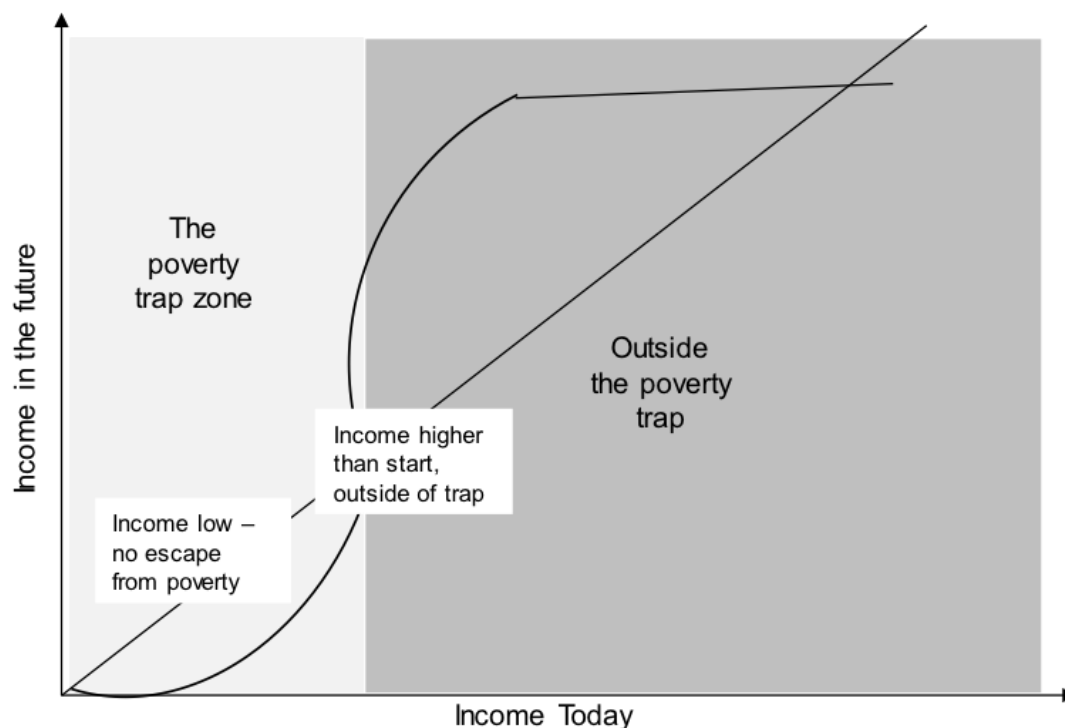 The
poverty
trap zone
Income in the future
Outside
the poverty
trap
Income higher
than start,
outside of trap
Income low –
no escape
from poverty
Income Today